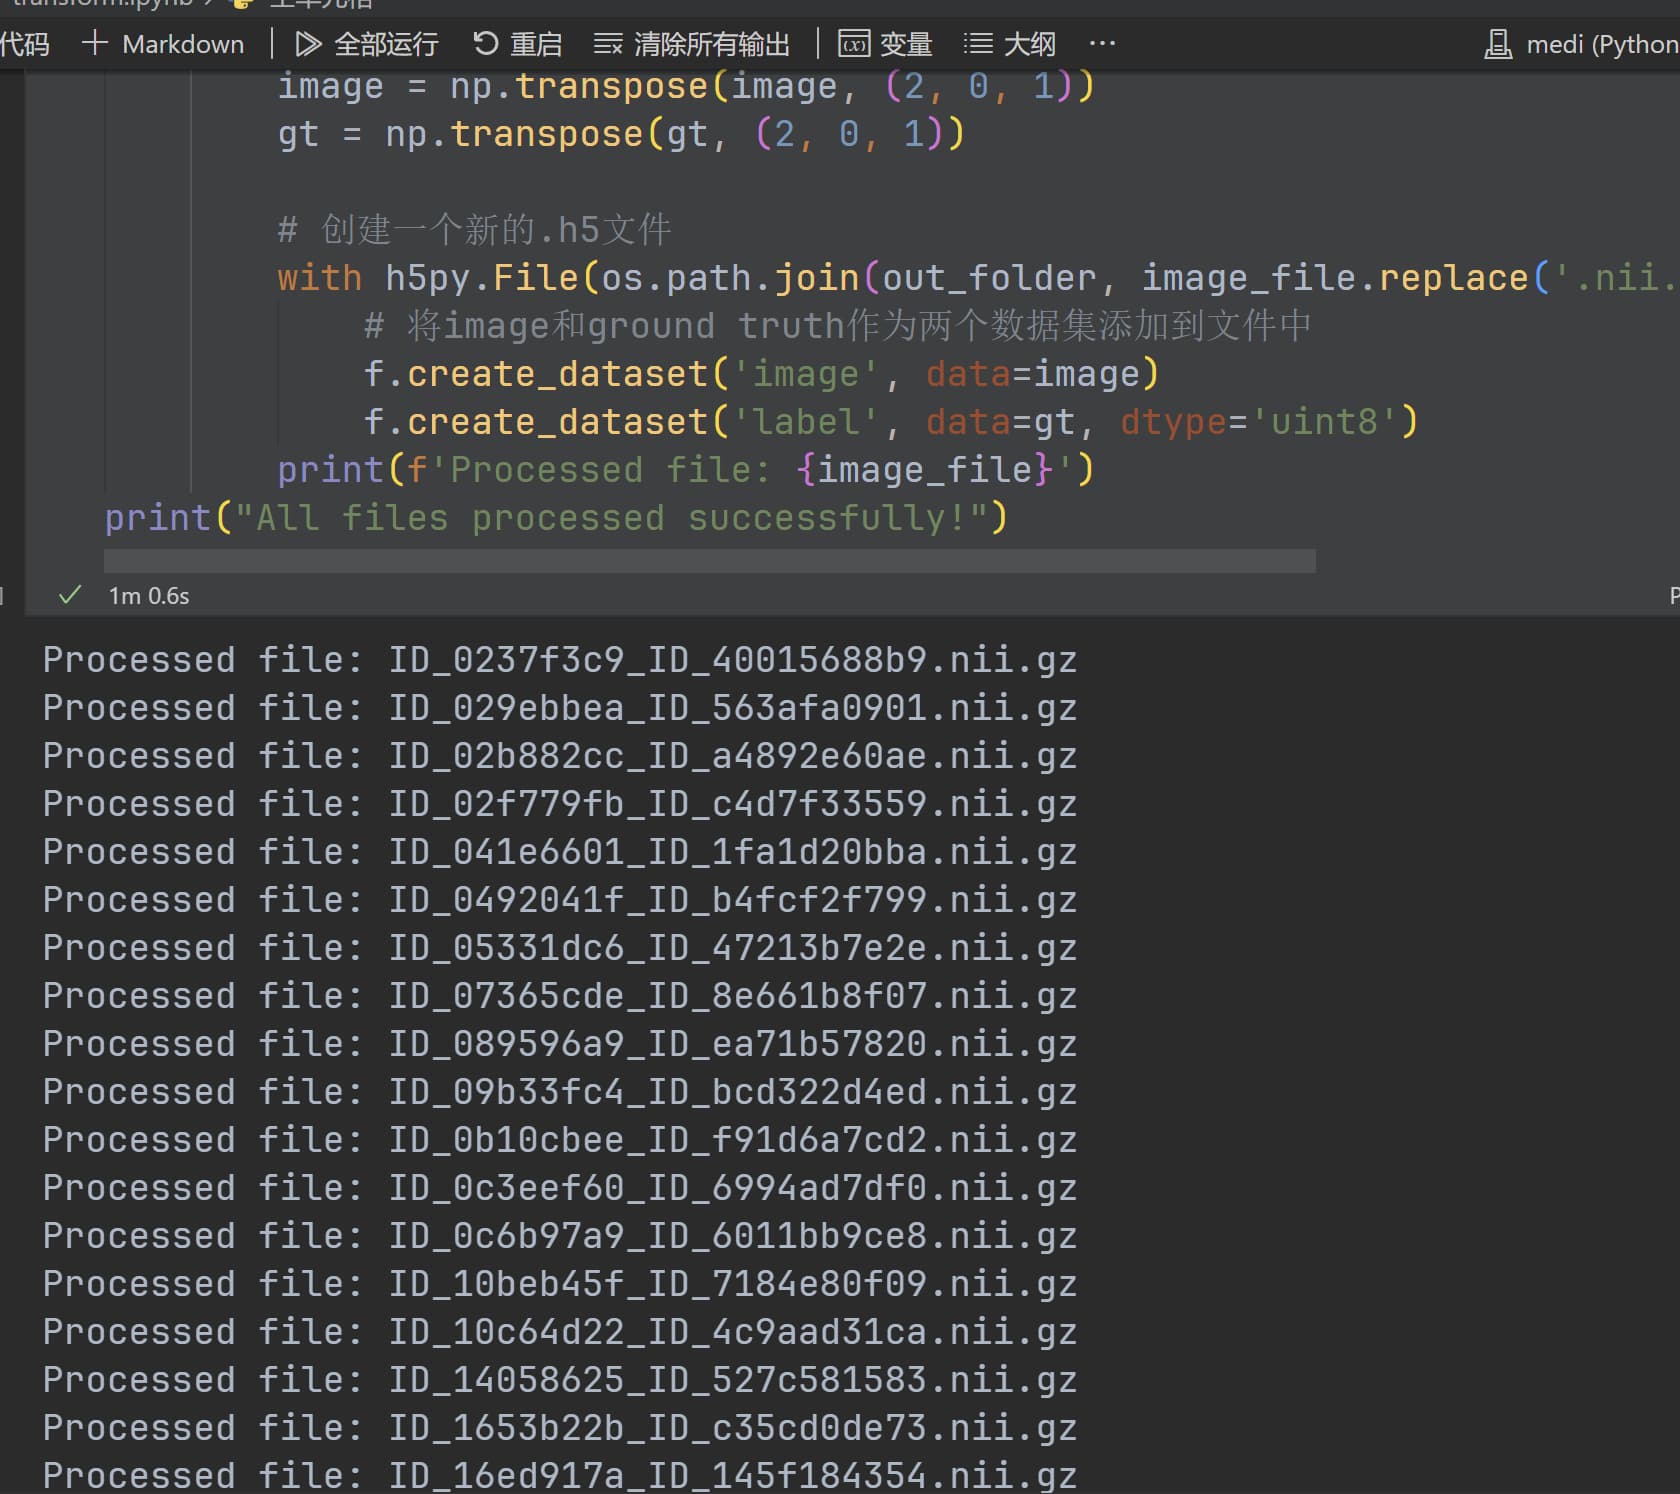 transform.ipynb
代码 + Markdown 全部运行 重启 清除所有输出 变量 大纲 ··· medi (Python
image = np.transpose(image, (2, 0, 1))
gt = np.transpose(gt, (2, 0, 1))
# 创建一个新的.h5文件
with h5py.File(os.path.join(out_folder, image_file.replace('.nii.
# 将image和ground truth作为两个数据集添加到文件中
f.create_dataset('image', data=image)
f.create_dataset('label', data=gt, dtype='uint8')
print(f'Processed file: {image_file}')
print("All files processed successfully!")
1m 0.6s
Processed file: ID_0237f3c9_ID_40015688b9.nii.gz
Processed file: ID_029ebbea_ID_563afa0901.nii.gz
Processed file: ID_02b882cc_ID_a4892e60ae.nii.gz
Processed file: ID_02f779fb_ID_c4d7f33559.nii.gz
Processed file: ID_041e6601_ID_1fa1d20bba.nii.gz
Processed file: ID_0492041f_ID_b4fcf2f799.nii.gz
Processed file: ID_05331dc6_ID_47213b7e2e.nii.gz
Processed file: ID_07365cde_ID_8e661b8f07.nii.gz
Processed file: ID_089596a9_ID_ea71b57820.nii.gz
Processed file: ID_09b33fc4_ID_bcd322d4ed.nii.gz
Processed file: ID_0b10cbee_ID_f91d6a7cd2.nii.gz
Processed file: ID_0c3eef60_ID_6994ad7df0.nii.gz
Processed file: ID_0c6b97a9_ID_6011bb9ce8.nii.gz
Processed file: ID_10beb45f_ID_7184e80f09.nii.gz
Processed file: ID_10c64d22_ID_4c9aad31ca.nii.gz
Processed file: ID_14058625_ID_527c581583.nii.gz
Processed file: ID_1653b22b_ID_c35cd0de73.nii.gz
Processed file: ID_16ed917a_ID_145f184354.nii.gz